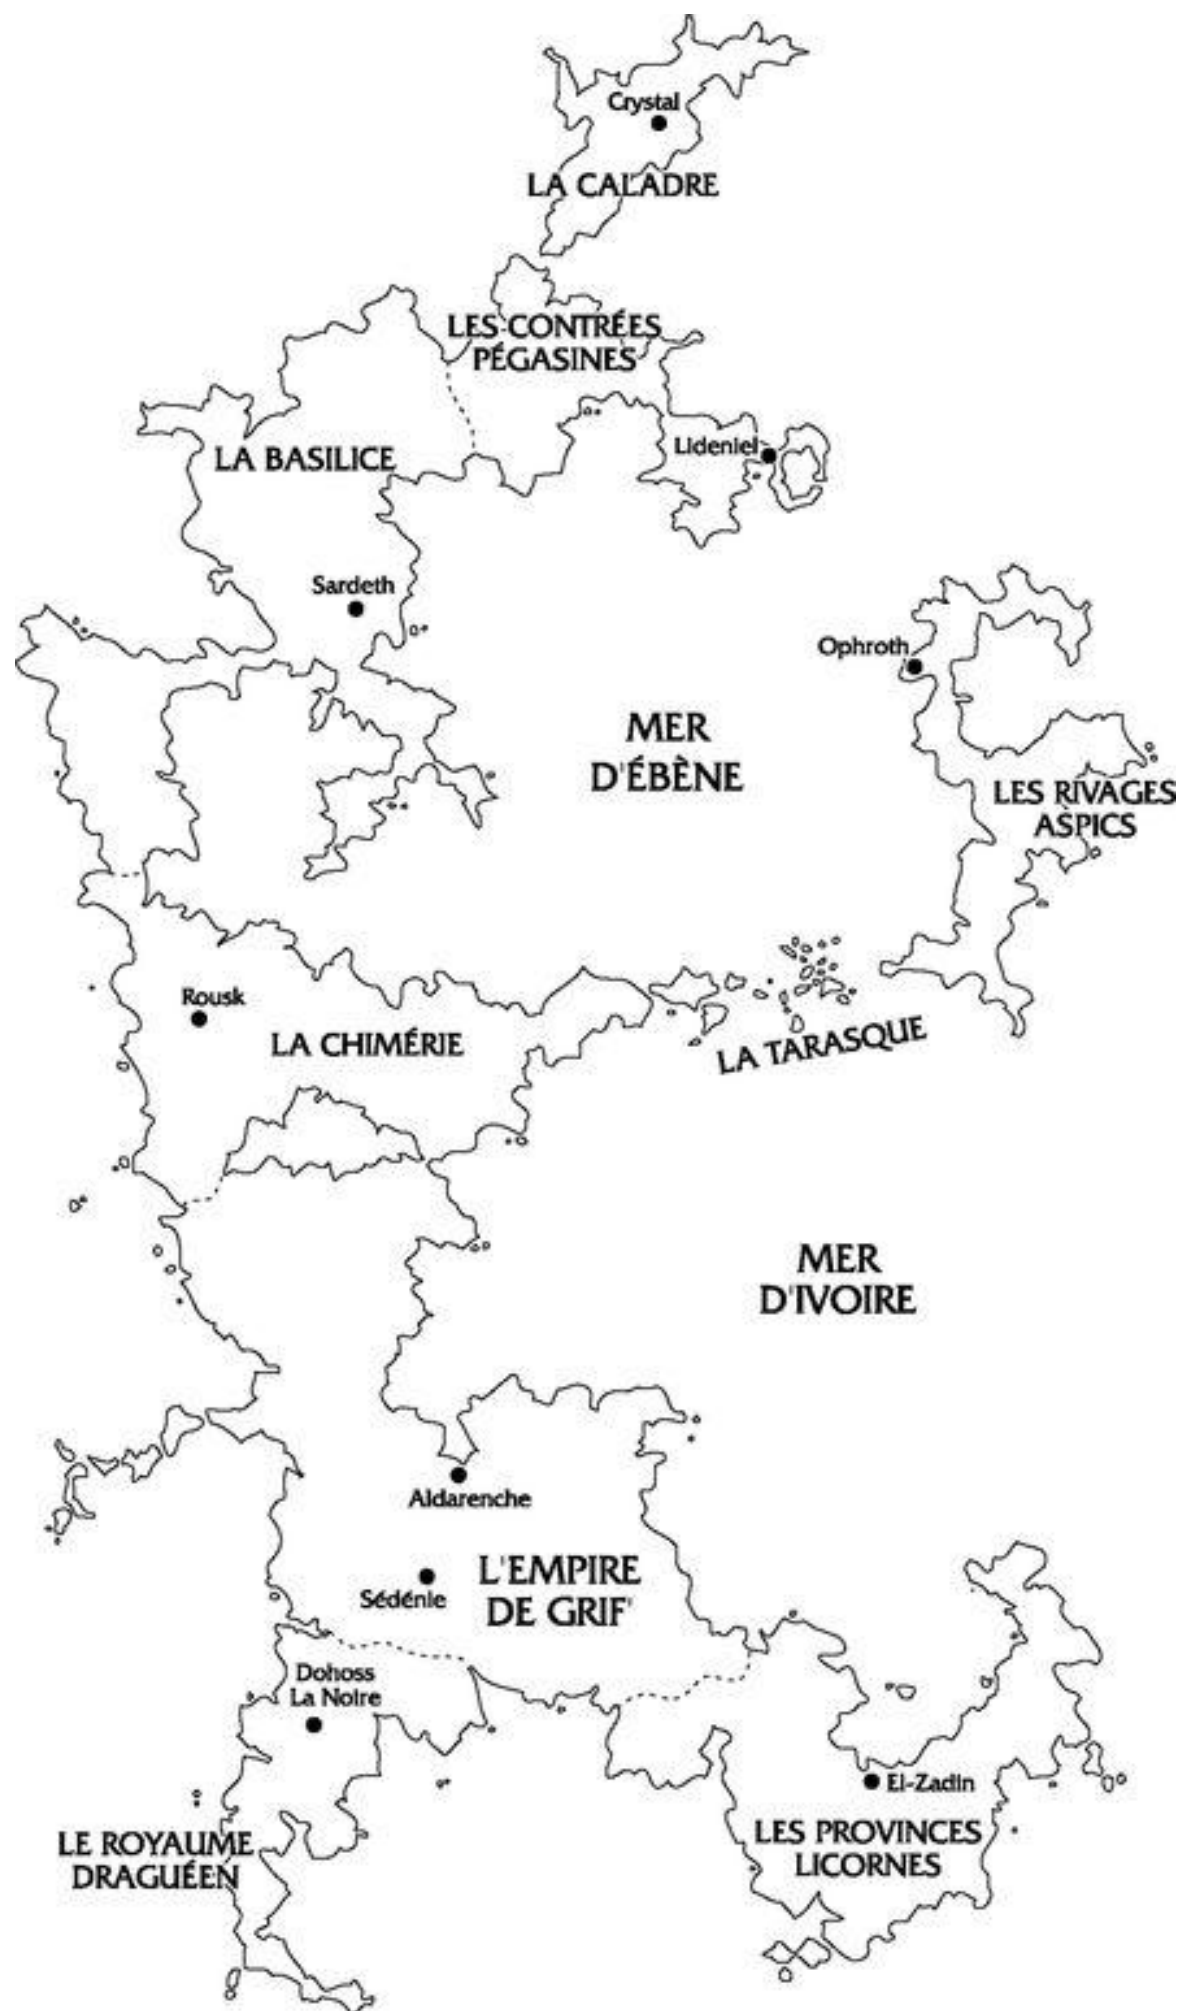 Crystal
LA CALADRE
LES CONTRÉES
PÉGASINES
Lideniel
LA BASILICE
Sardeth
Ophroth
MER
D'ÉBÈNE
LES RIVAGES
ASPICS
Rousk
LA CHIMÉRIE
LA TARASQUE
MER
D'IVOIRE
Aldarenche
L'EMPIRE
DE GRIF'
Sédénie
Dohoss
La Noire
El-Zadin
LE ROYAUME
DRAGUÉEN
LES PROVINCES
LICORNES